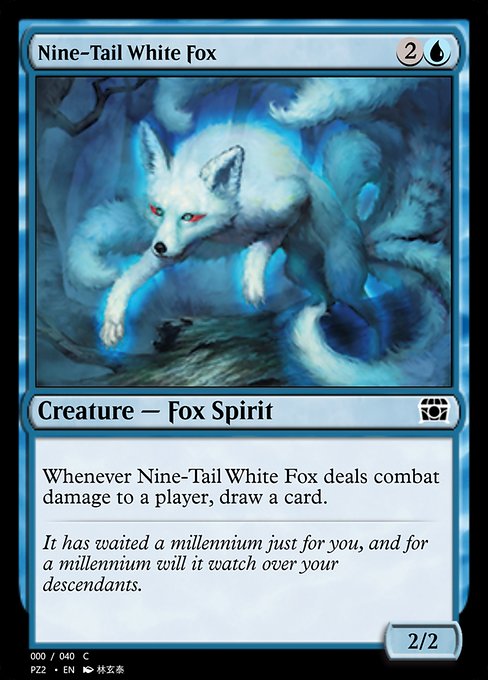 Nine-Tail White Fox 2
Creature — Fox Spirit
Whenever Nine-Tail White Fox deals combat
damage to a player, draw a card.
It has waited a millennium just for you, and for
a millennium will it watch over your
descendants.
2/2
000 / 040 C
PZ2 • EN 林玄泰